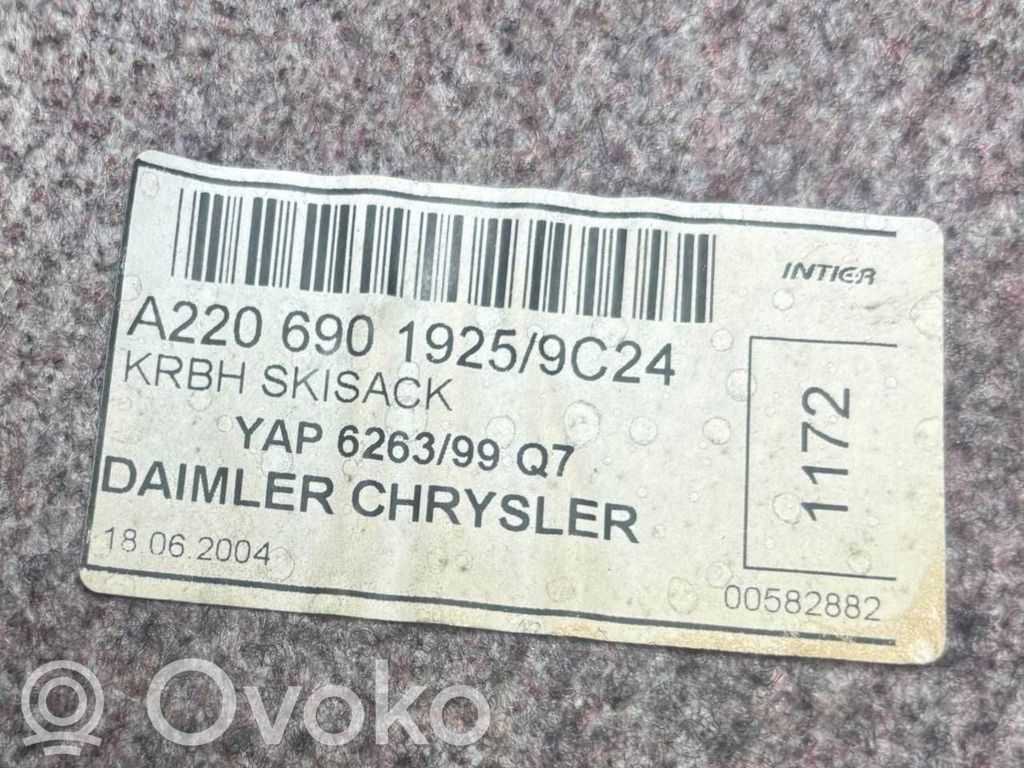 INTIER
A220 690 1925/9C24
KRBH SKISACK
YAP 6263/99 Q7
DAIMLER CHRYSLER
1172
18.06.2004
00582882
Ovoko